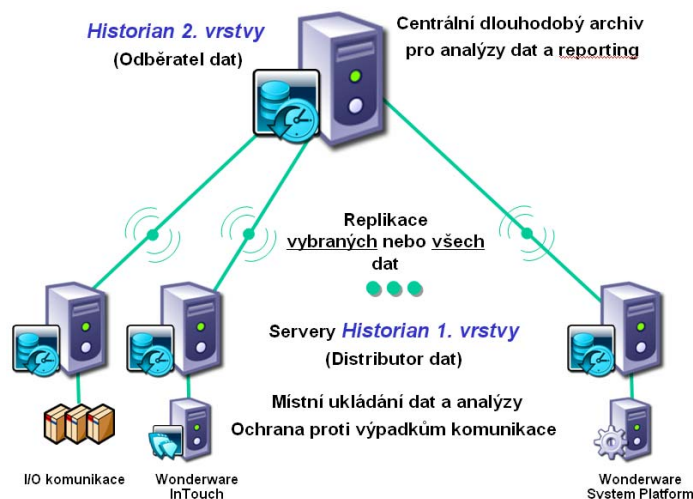 Historian 2. vrstvy
(Odběratel dat)
Centrální dlouhodobý archiv
pro analýzy dat a reporting
Replikace
vybraných nebo všech
dat
Servery Historian 1. vrstvy
(Distributor dat)
Místní ukládání dat a analýzy
Ochrana proti výpadkům komunikace
I/O komunikace
Wonderware
InTouch
Wonderware
System Platform